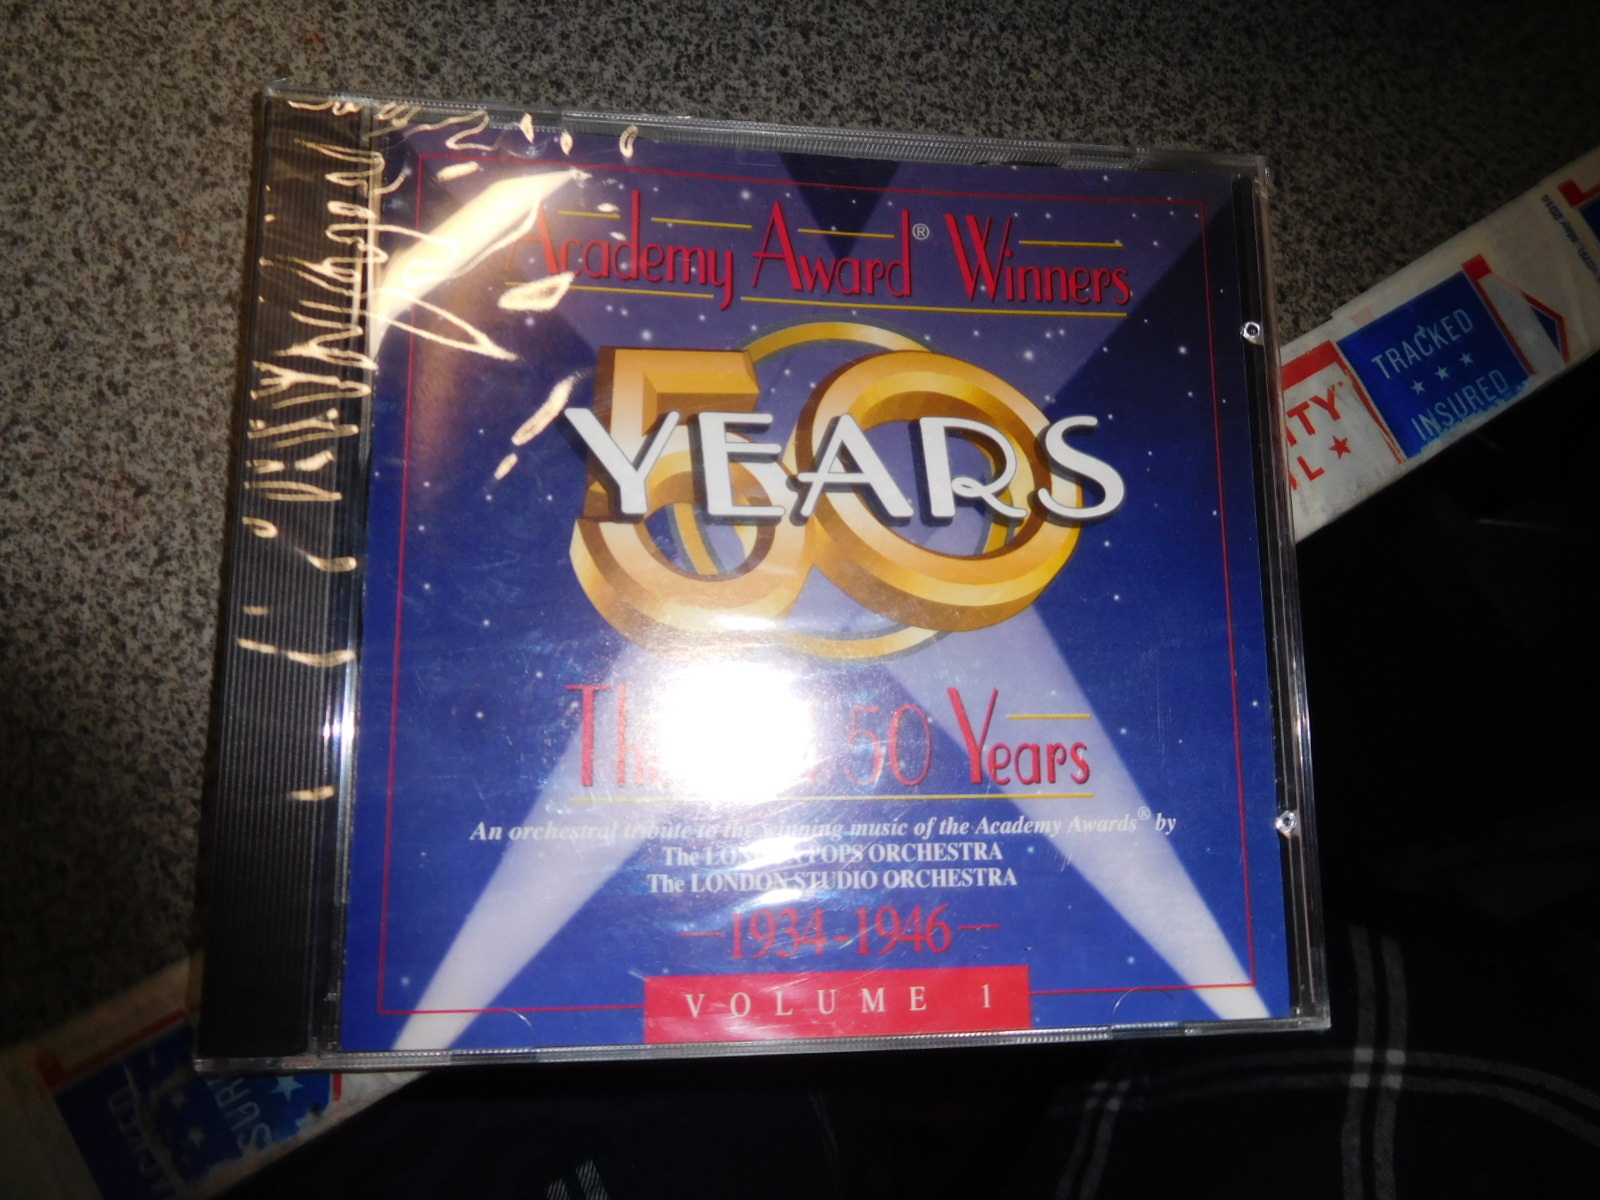 Academy Award® Winners
50
YEARS
50 Years
An orchestral tribute to the winning music of the Academy Awards® by
The LONDON POPS ORCHESTRA
The LONDON STUDIO ORCHESTRA
1934-1946
VOLUME 1
TRACKED
INSURED